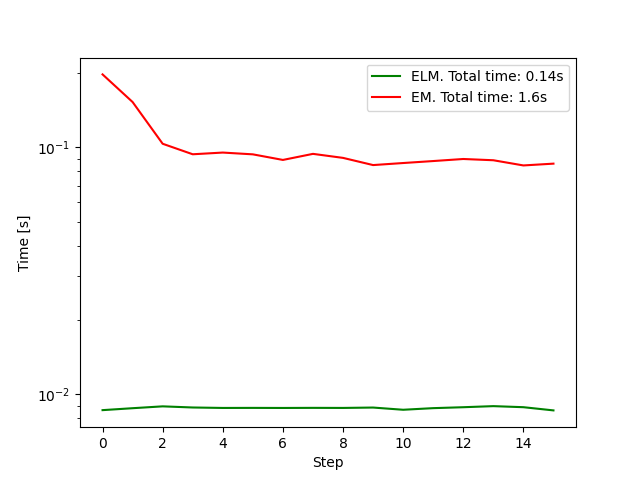 ELM. Total time: 0.14s
EM. Total time: 1.6s
10⁻¹
10⁻²
Time [s]
0 2 4 6 8 10 12 14
Step